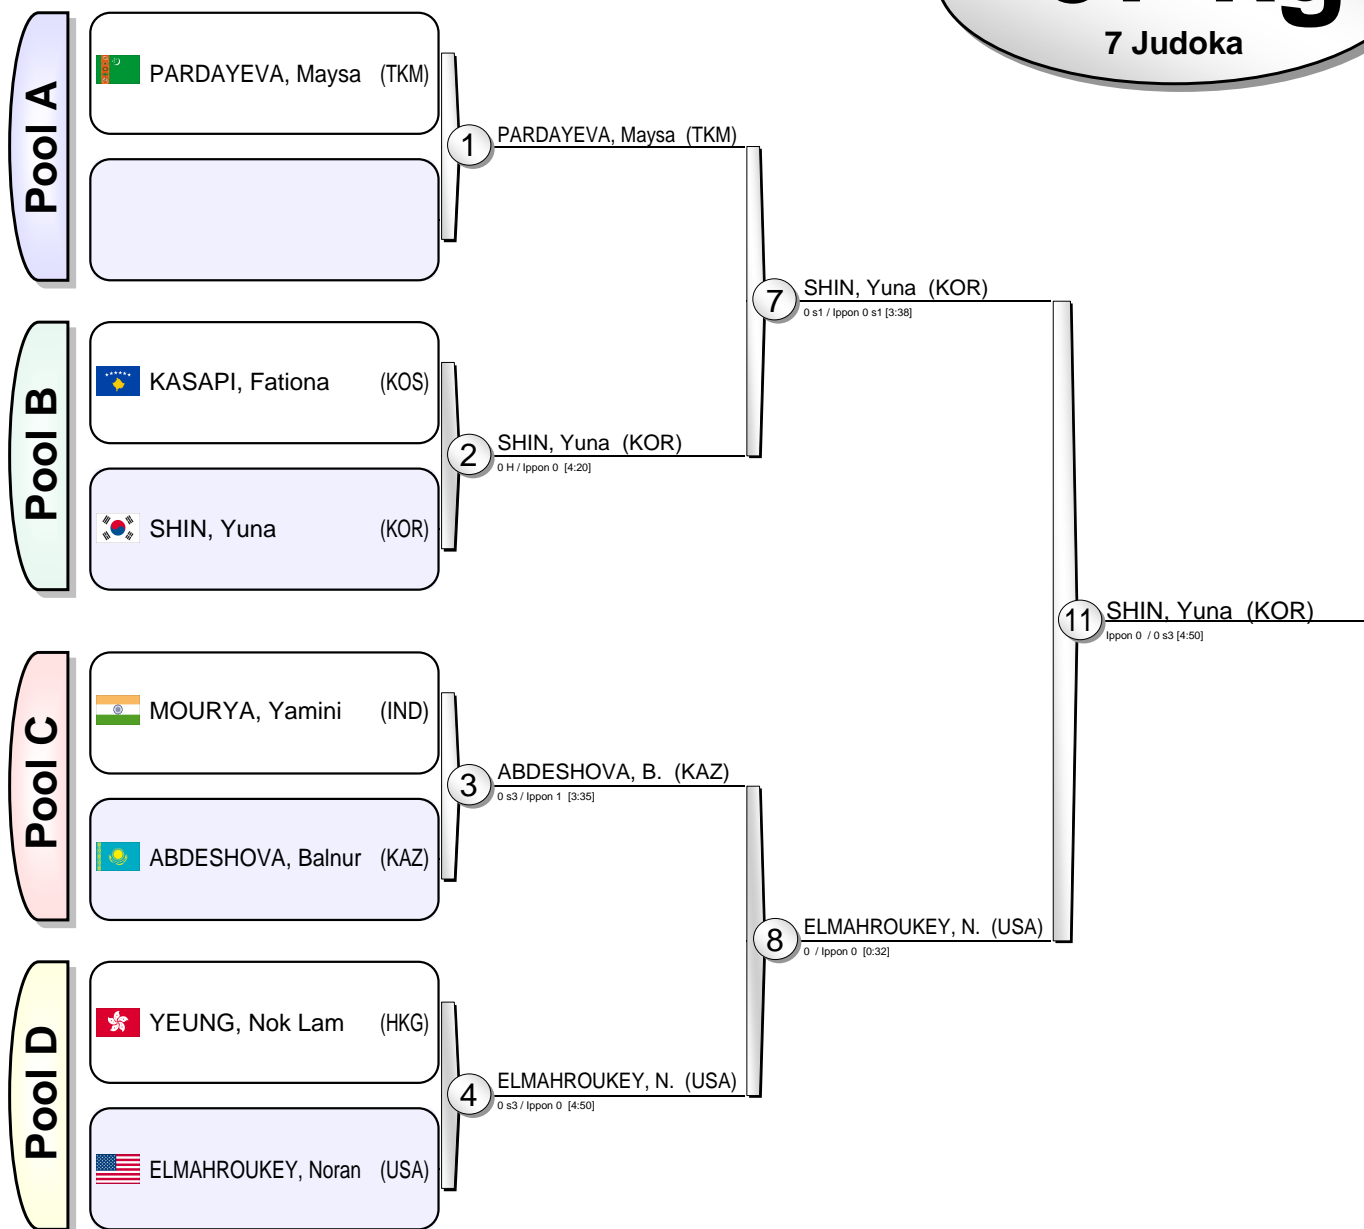 7 Judoka
Pool A
PARDAYEVA, Maysa (TKM)
1
PARDAYEVA, Maysa (TKM)
7
SHIN, Yuna (KOR)
0 s1 / Ippon 0 s1 [3:38]
Pool B
KASAPI, Fationa (KOS)
2
SHIN, Yuna (KOR)
0 H / Ippon 0 [4:20]
SHIN, Yuna (KOR)
11
SHIN, Yuna (KOR)
Ippon 0 / 0 s3 [4:50]
Pool C
MOURYA, Yamini (IND)
3
ABDESHOVA, B. (KAZ)
0 s3 / Ippon 1 [3:35]
ABDESHOVA, Balnur (KAZ)
8
ELMAHROUKEY, N. (USA)
0 / Ippon 0 [0:32]
Pool D
YEUNG, Nok Lam (HKG)
4
ELMAHROUKEY, N. (USA)
0 s3 / Ippon 0 [4:50]
ELMAHROUKEY, Noran (USA)